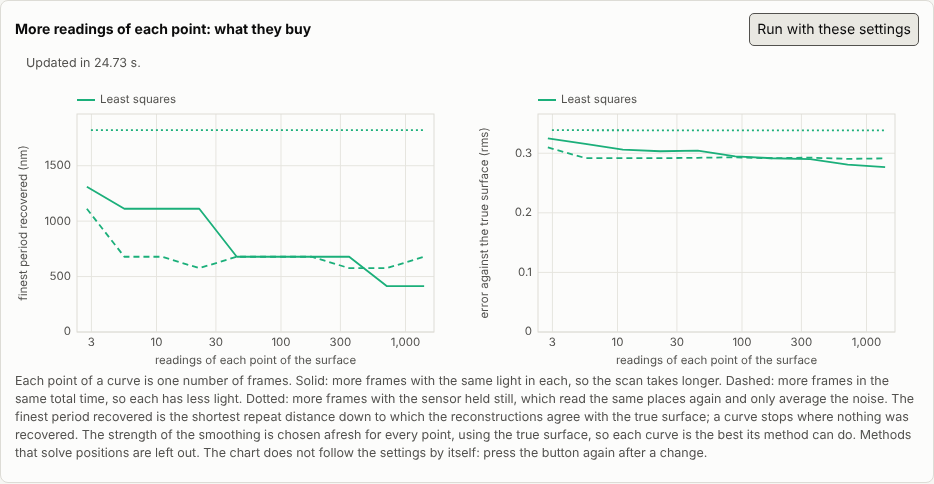 More readings of each point: what they buy
Run with these settings
Updated in 24.73 s.
Least squares
finest period recovered (nm)
1500
1000
500
0
3 10 30 100 300 1,000
readings of each point of the surface
Least squares
error against the true surface (rms)
0.3
0.2
0.1
0
3 10 30 100 300 1,000
readings of each point of the surface
Each point of a curve is one number of frames. Solid: more frames with the same light in each, so the scan takes longer. Dashed: more frames in the
same total time, so each has less light. Dotted: more frames with the sensor held still, which read the same places again and only average the noise. The
finest period recovered is the shortest repeat distance down to which the reconstructions agree with the true surface; a curve stops where nothing was
recovered. The strength of the smoothing is chosen afresh for every point, using the true surface, so each curve is the best its method can do. Methods
that solve positions are left out. The chart does not follow the settings by itself: press the button again after a change.